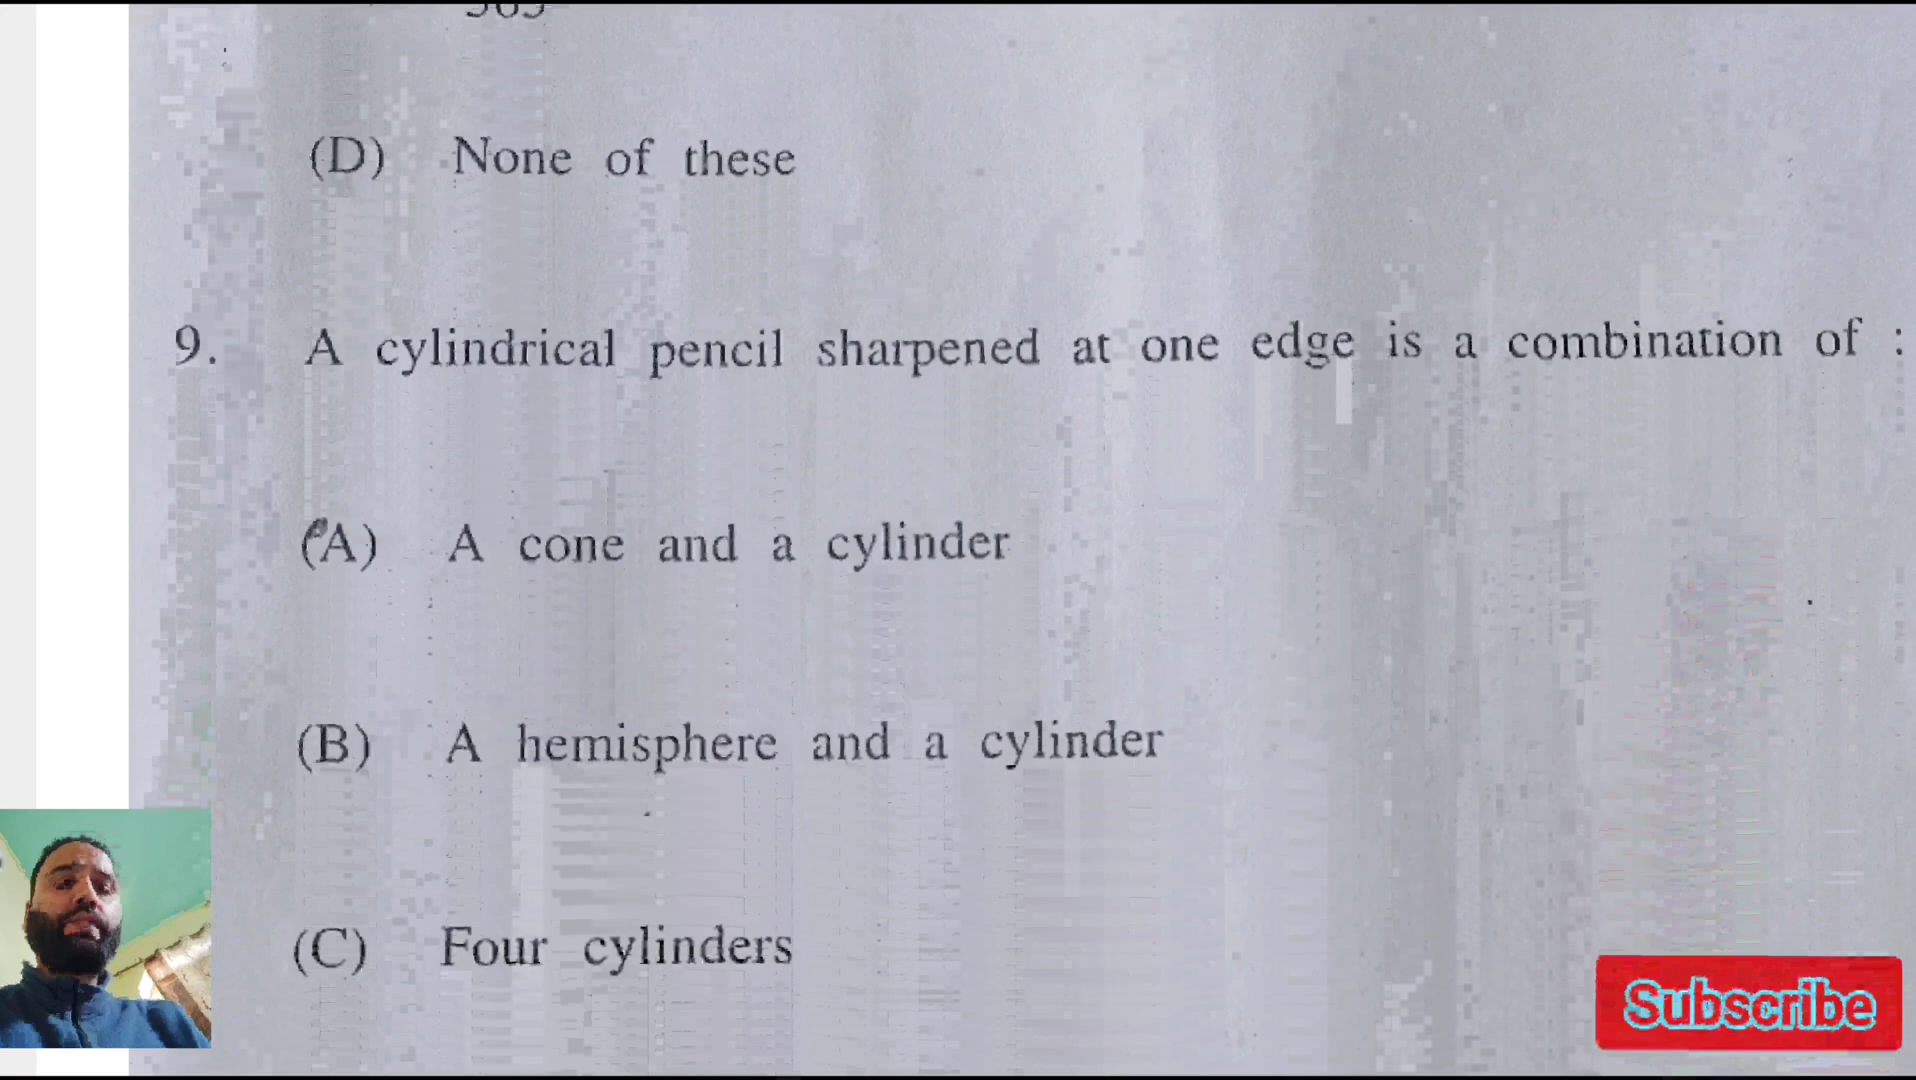 (D) None of these
9. A cylindrical pencil sharpened at one edge is a combination of :
(A) A cone and a cylinder
(B) A hemisphere and a cylinder
(C) Four cylinders
Subscribe